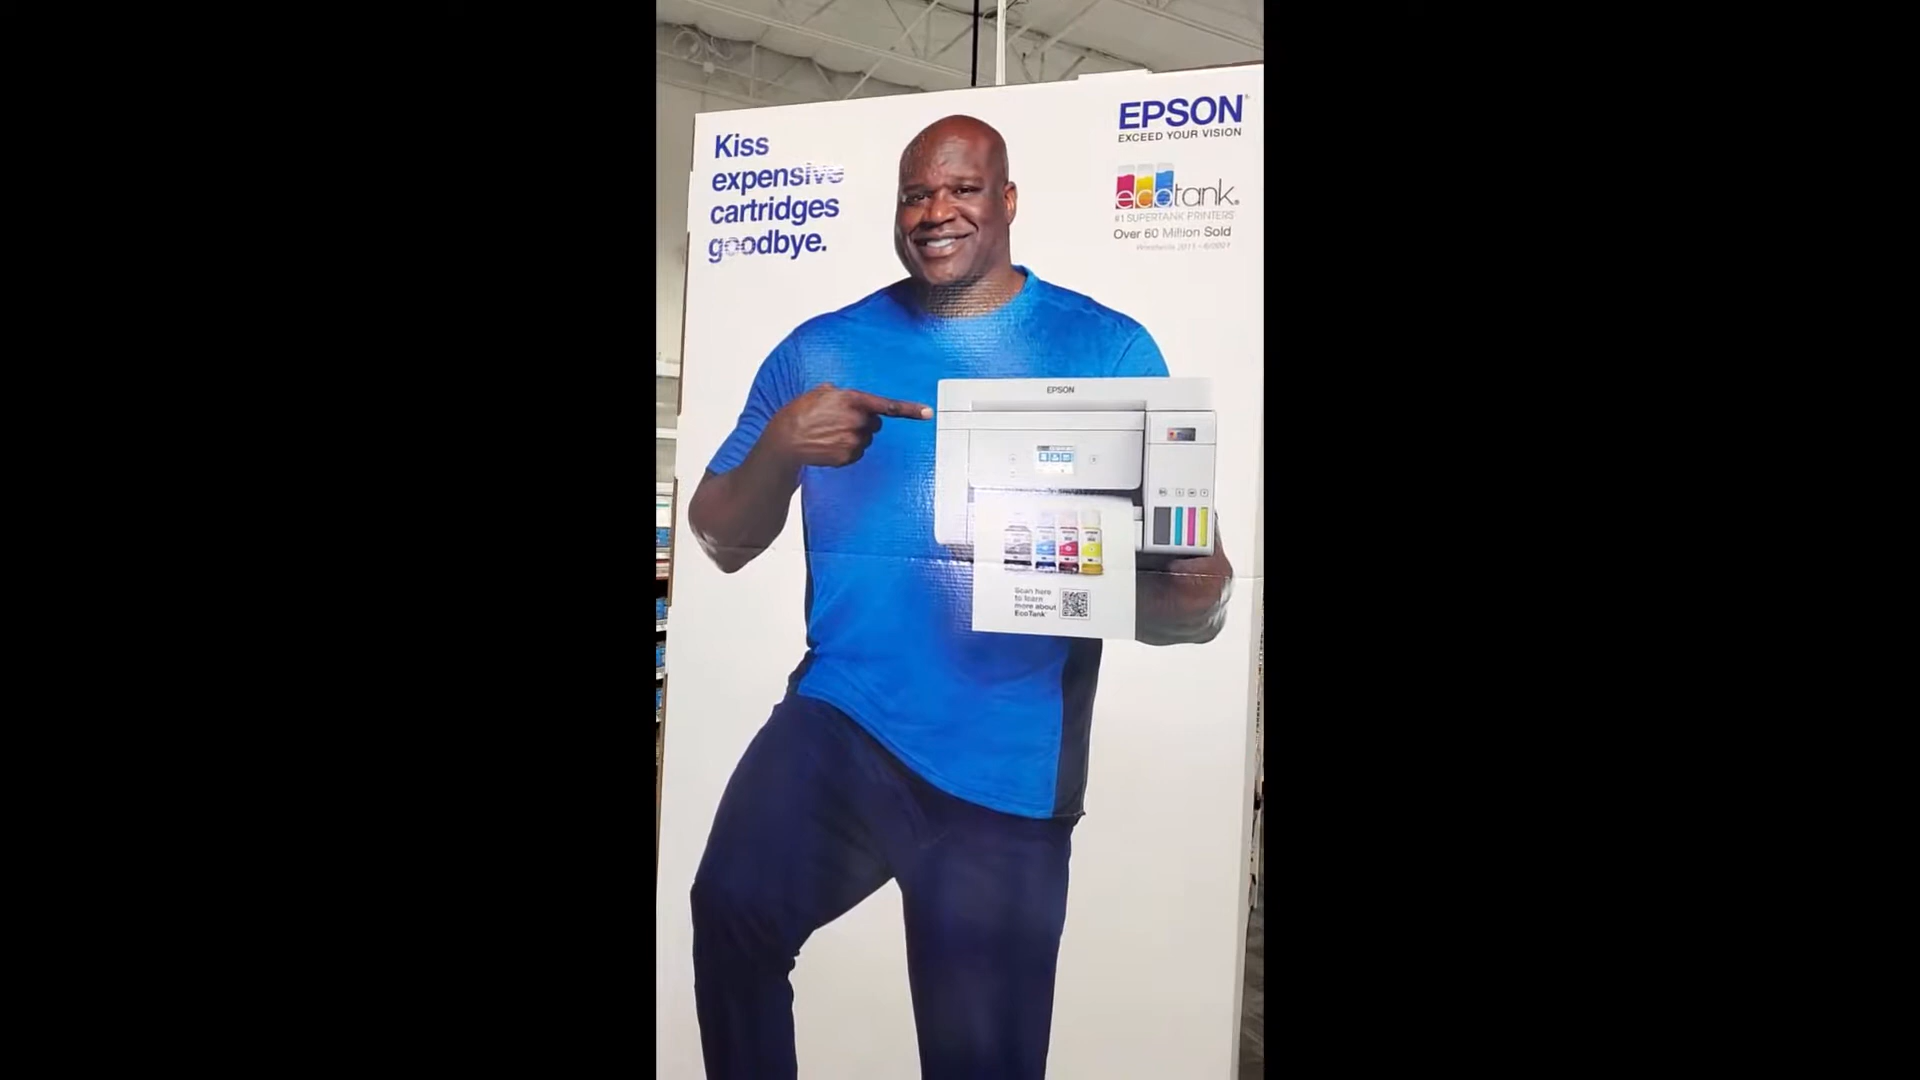 Kiss
expensive
cartridges
goodbye.
EPSON
EXCEED YOUR VISION
ecotank
#1 SUPERTANK PRINTERS
Over 60 Million Sold
EPSON
Scan here
to learn
more about
EcoTank